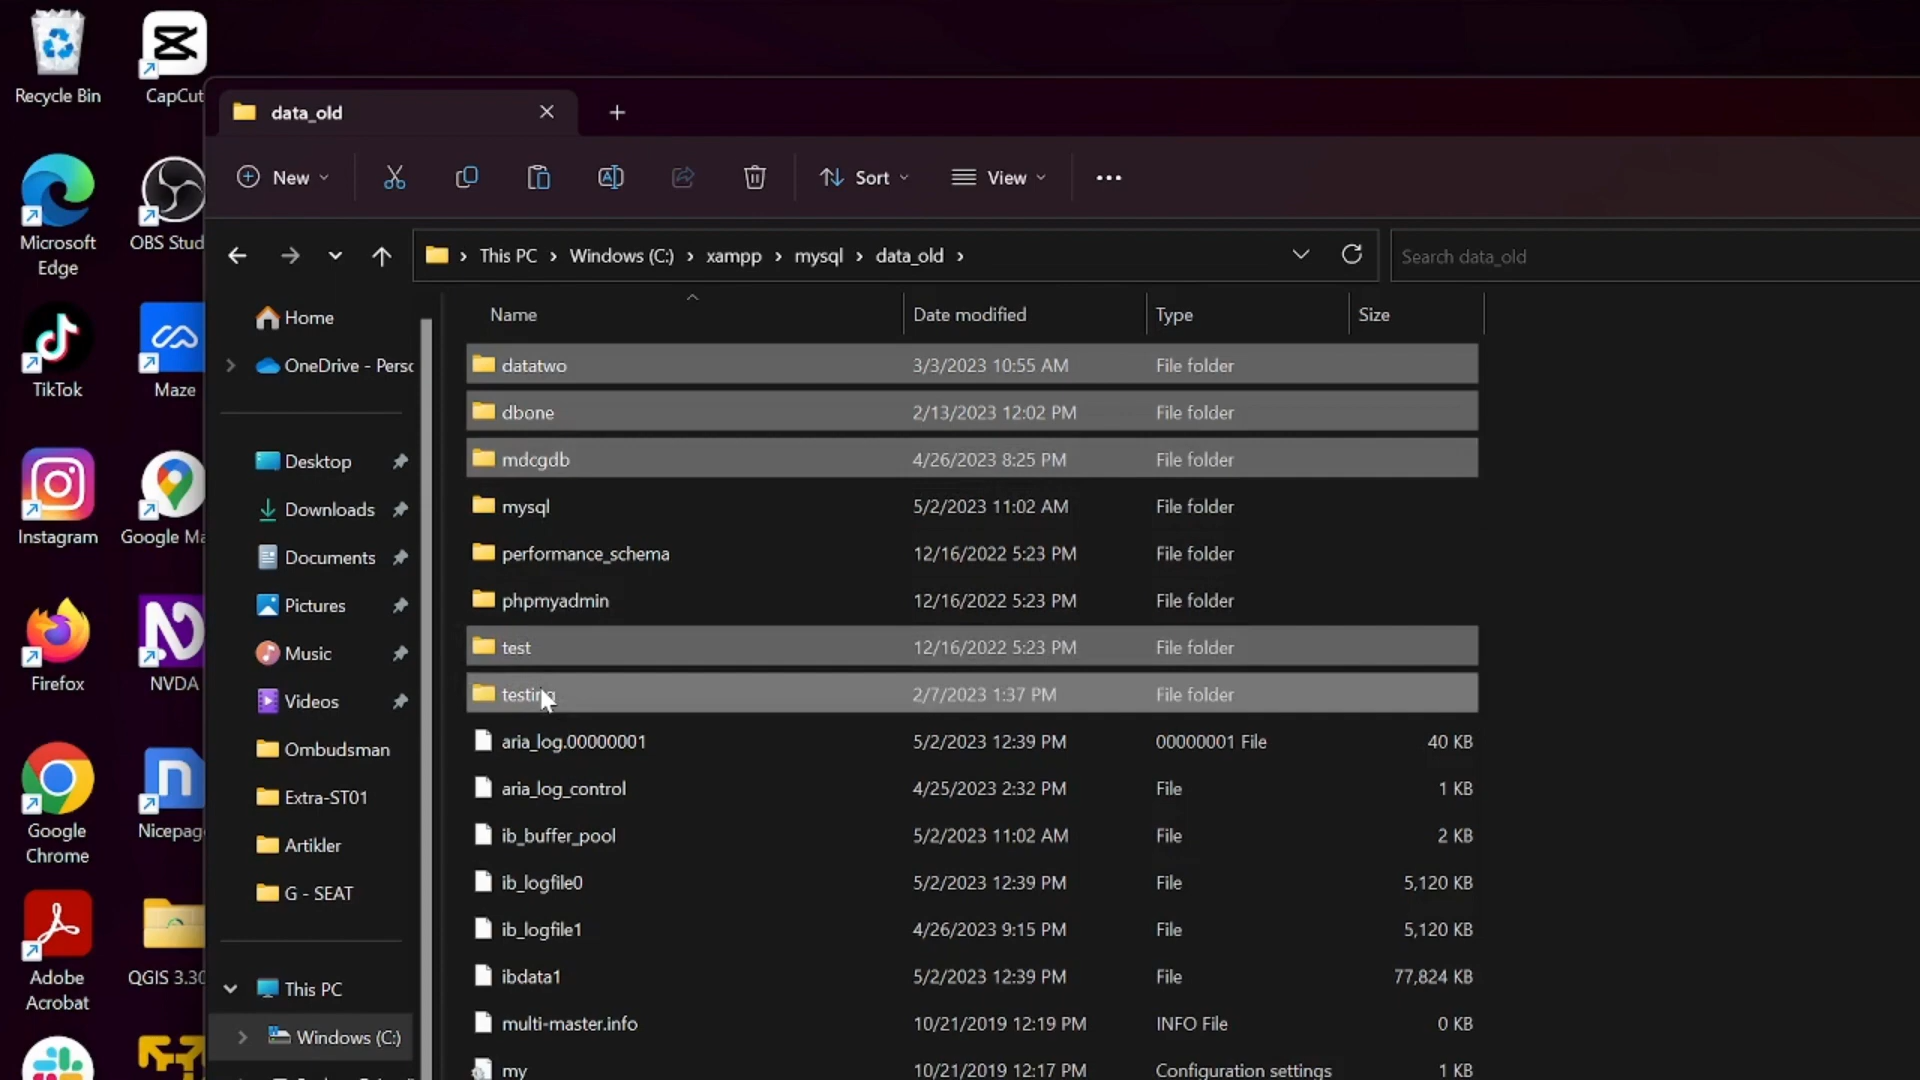 Recycle Bin
CapCut
Microsoft Edge
OBS Stud
TikTok
Maze
Instagram
Google Ma
Firefox
NVDA
Google Chrome
Nicepag
Adobe Acrobat
QGIS 3.30
data_old
New
Sort
View
This PC > Windows (C:) > xampp > mysql > data_old >
Search data_old
Home
OneDrive - Perso
Desktop
Downloads
Documents
Pictures
Music
Videos
Ombudsman
Extra-ST01
Artikler
G - SEAT
This PC
Windows (C:)
Name Date modified Type Size
datatwo 3/3/2023 10:55 AM File folder
dbone 2/13/2023 12:02 PM File folder
mdcgdb 4/26/2023 8:25 PM File folder
mysql 5/2/2023 11:02 AM File folder
performance_schema 12/16/2022 5:23 PM File folder
phpmyadmin 12/16/2022 5:23 PM File folder
test 12/16/2022 5:23 PM File folder
testing 2/7/2023 1:37 PM File folder
aria_log.00000001 5/2/2023 12:39 PM 00000001 File 40 KB
aria_log_control 4/25/2023 2:32 PM File 1 KB
ib_buffer_pool 5/2/2023 11:02 AM File 2 KB
ib_logfile0 5/2/2023 12:39 PM File 5,120 KB
ib_logfile1 4/26/2023 9:15 PM File 5,120 KB
ibdata1 5/2/2023 12:39 PM File 77,824 KB
multi-master.info 10/21/2019 12:19 PM INFO File 0 KB
my 10/21/2019 12:17 PM Configuration settings 1 KB